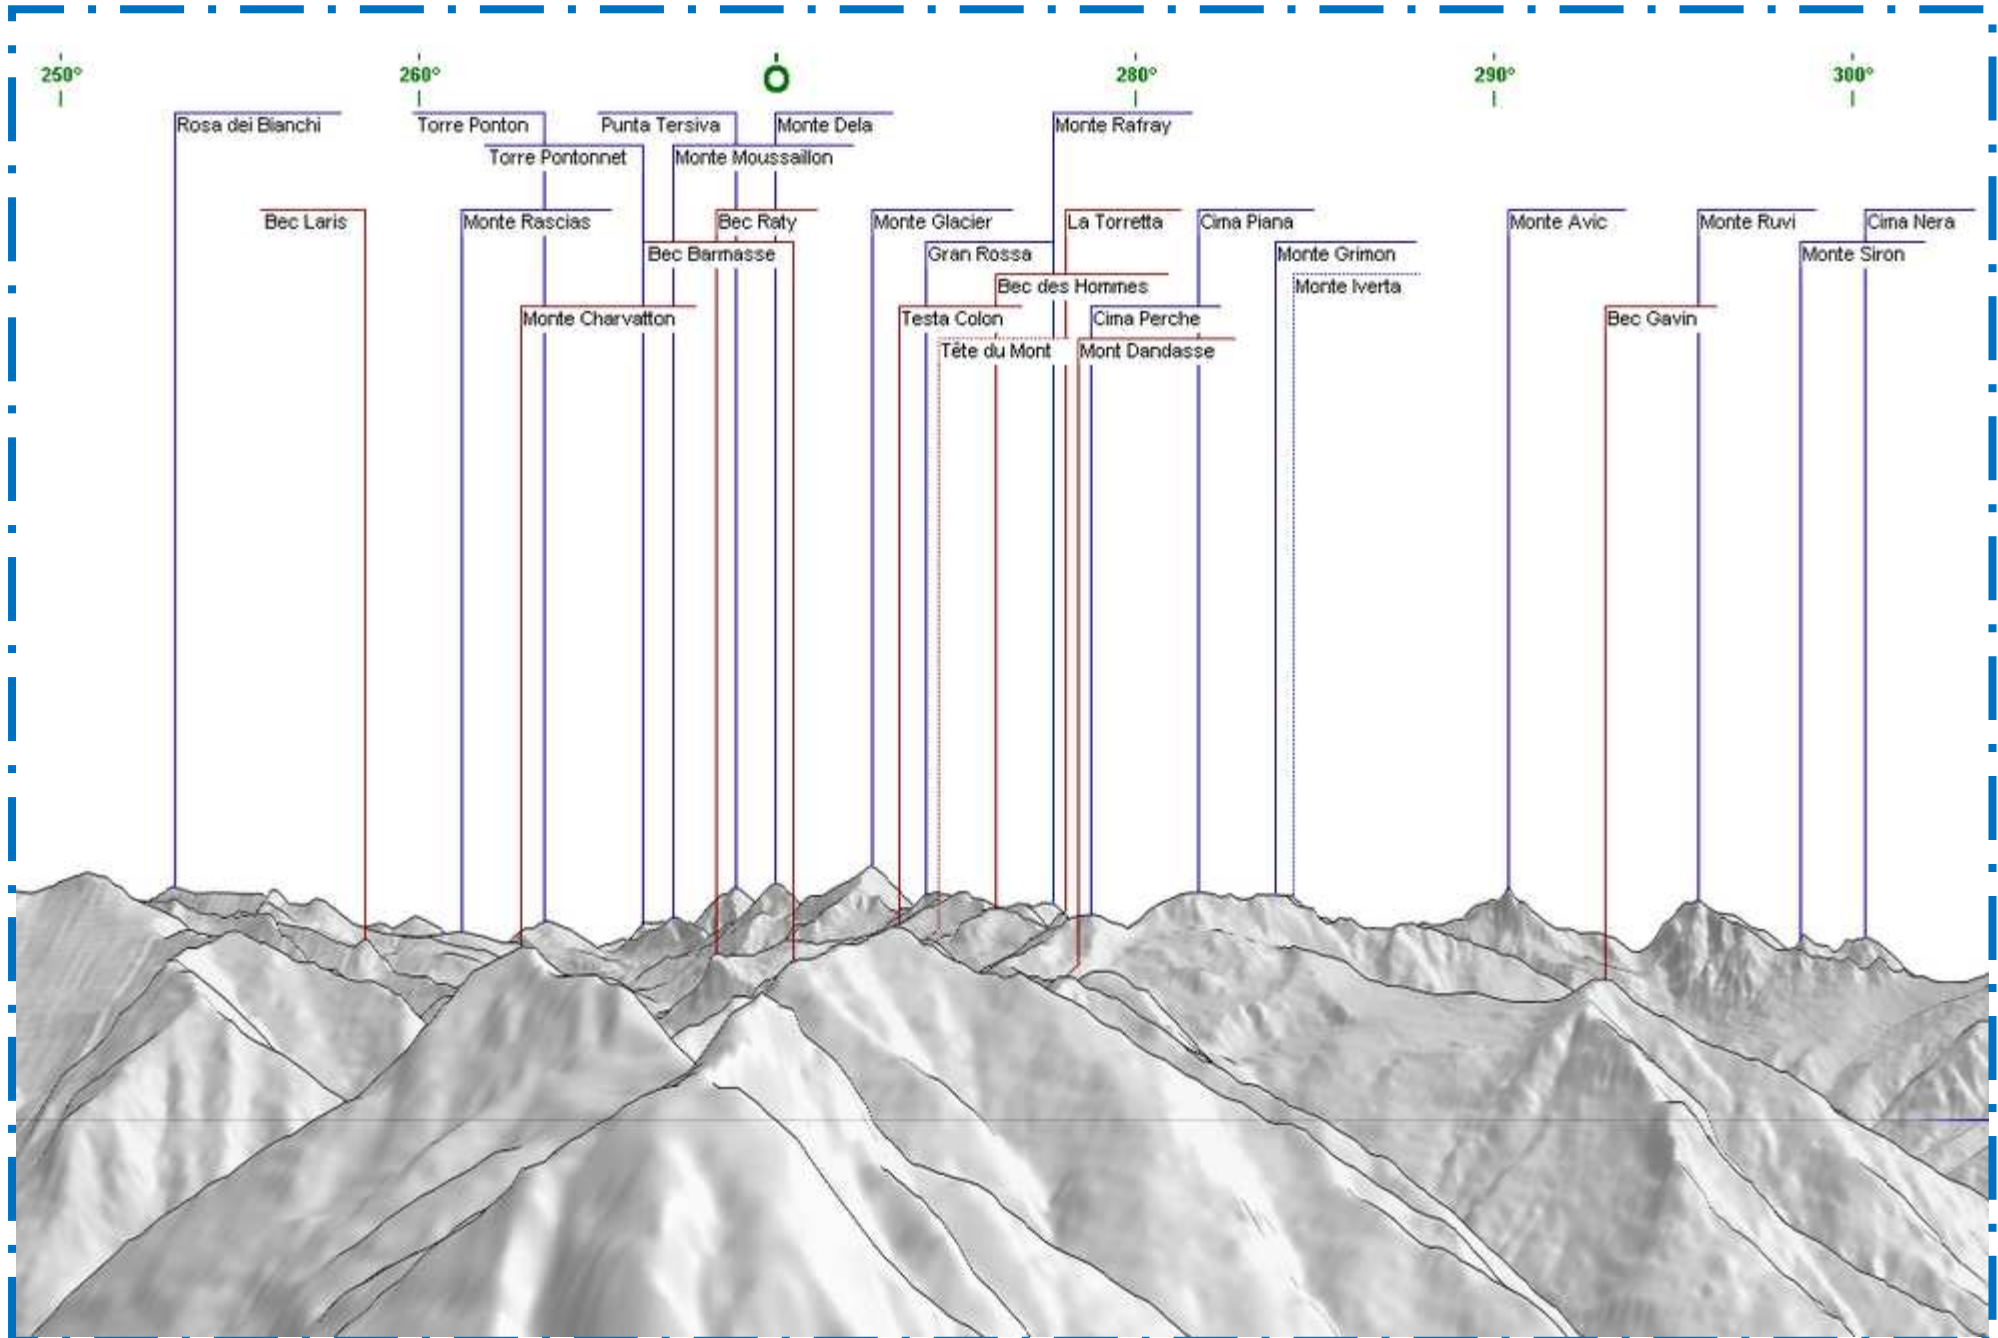 250° 260° O 280° 290° 300°
Rosa dei Bianchi Torre Ponton Punta Tersiva Monte Dela Monte Rafray
Torre Pontonnet Monte Moussaillon
Bec Laris Monte Rascias Bec Raty Monte Glacier La Torretta Cima Piana Monte Avic Monte Ruvi Cima Nera
Bec Barmasse Gran Rossa Monte Grimon Monte Siron
Bec des Hommes Monte Iverta
Monte Charvatton Testa Colon Cima Perche Bec Gavin
Tête du Mont Mont Dandasse